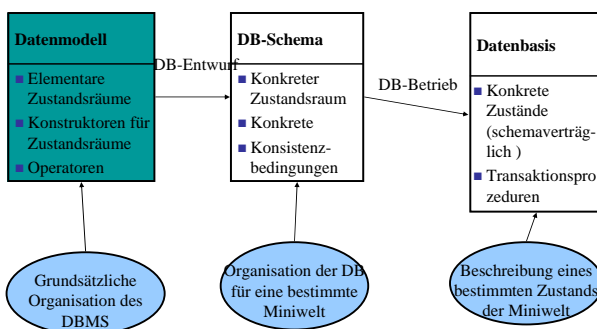 Datenmodell
Elementare
Zustandsräume
Konstruktoren für
Zustandsräume
Operatoren
DB-Entwurf
DB-Schema
Konkreter
Zustandsraum
Konkrete
Konsistenz-
bedingungen
DB-Betrieb
Datenbasis
Konkrete
Zustände
(schemaverträg-
lich )
Transaktionspro
zeduren
Grundsätzliche
Organisation des
DBMS
Organisation der DB
für eine bestimmte
Miniwelt
Beschreibung eines
bestimmten Zustands
der Miniwelt